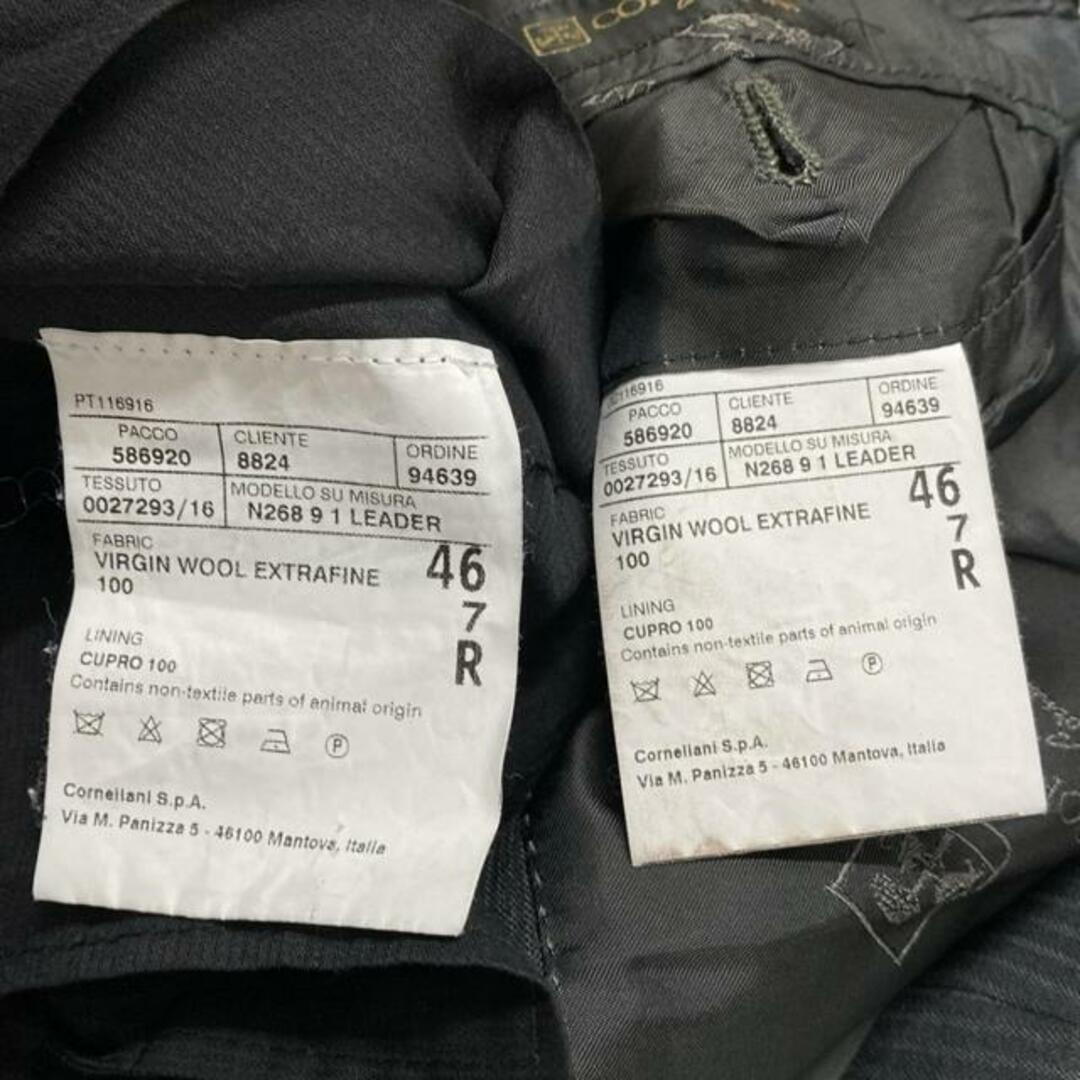 PT116916
PACCO CLIENTE ORDINE
586920 8824 94639
TESSUTO MODELLO SU MISURA
0027293/16 N268 9 1 LEADER
FABRIC
VIRGIN WOOL EXTRAFINE 46
100 7
R
LINING
CUPRO 100
Contains non-textile parts of animal origin
P
Corneliani S.p.A.
Via M. Panizza 5 - 46100 Mantova, Italia
PACCO CLIENTE ORDINE
586920 8824 94639
TESSUTO MODELLO SU MISURA
0027293/16 N268 9 1 LEADER
FABRIC 46
VIRGIN WOOL EXTRAFINE 7
100 R
LINING
CUPRO 100
Contains non-textile parts of animal origin
P
Corneliani S.p.A.
Via M. Panizza 5 - 46100 Mantova, Italia